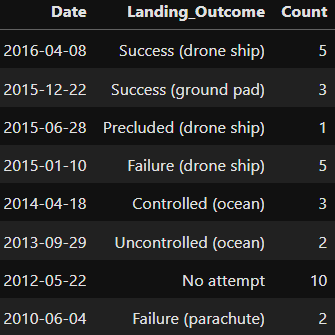 Date Landing_Outcome Count
2016-04-08 Success (drone ship) 5
2015-12-22 Success (ground pad) 3
2015-06-28 Precluded (drone ship) 1
2015-01-10 Failure (drone ship) 5
2014-04-18 Controlled (ocean) 3
2013-09-29 Uncontrolled (ocean) 2
2012-05-22 No attempt 10
2010-06-04 Failure (parachute) 2